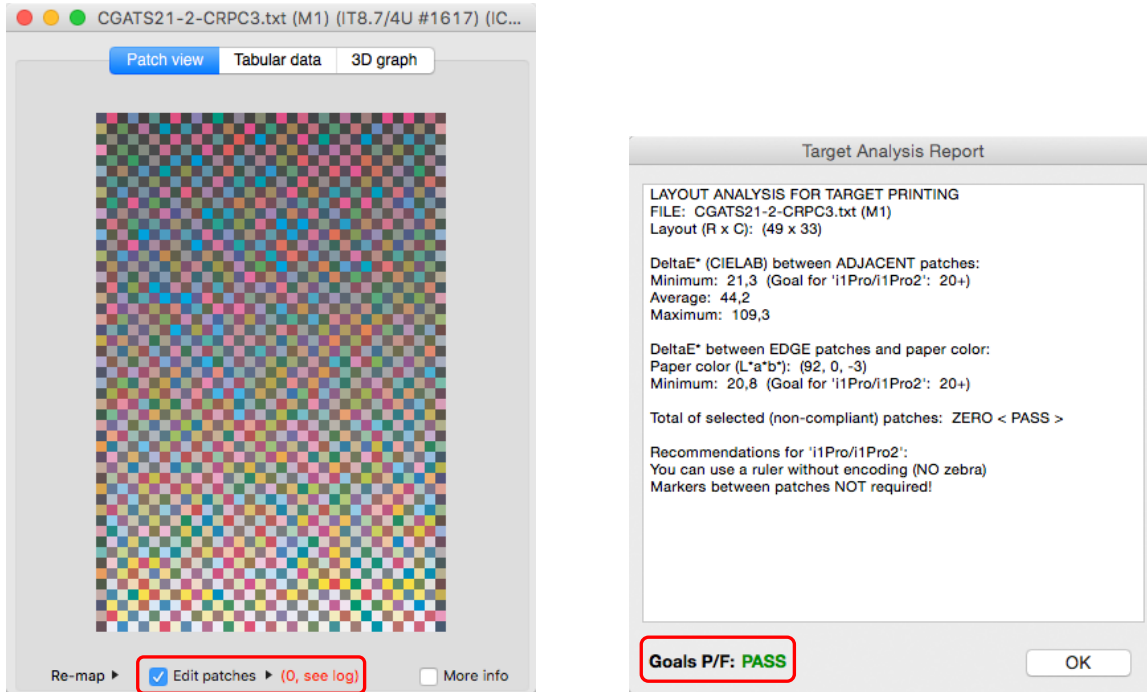 CGATS21-2-CRPC3.txt (M1) (IT8.7/4U #1617) (IC...
Patch view Tabular data 3D graph
Re-map ▸ Edit patches ▸ (0, see log) More info
Target Analysis Report
LAYOUT ANALYSIS FOR TARGET PRINTING
FILE: CGATS21-2-CRPC3.txt (M1)
Layout (R x C): (49 x 33)
DeltaE* (CIELAB) between ADJACENT patches:
Minimum: 21,3 (Goal for 'i1Pro/i1Pro2': 20+)
Average: 44,2
Maximum: 109,3
DeltaE* between EDGE patches and paper color:
Paper color (L*a*b*): (92, 0, -3)
Minimum: 20,8 (Goal for 'i1Pro/i1Pro2': 20+)
Total of selected (non-compliant) patches: ZERO < PASS >
Recommendations for 'i1Pro/i1Pro2':
You can use a ruler without encoding (NO zebra)
Markers between patches NOT required!
Goals P/F: PASS
OK